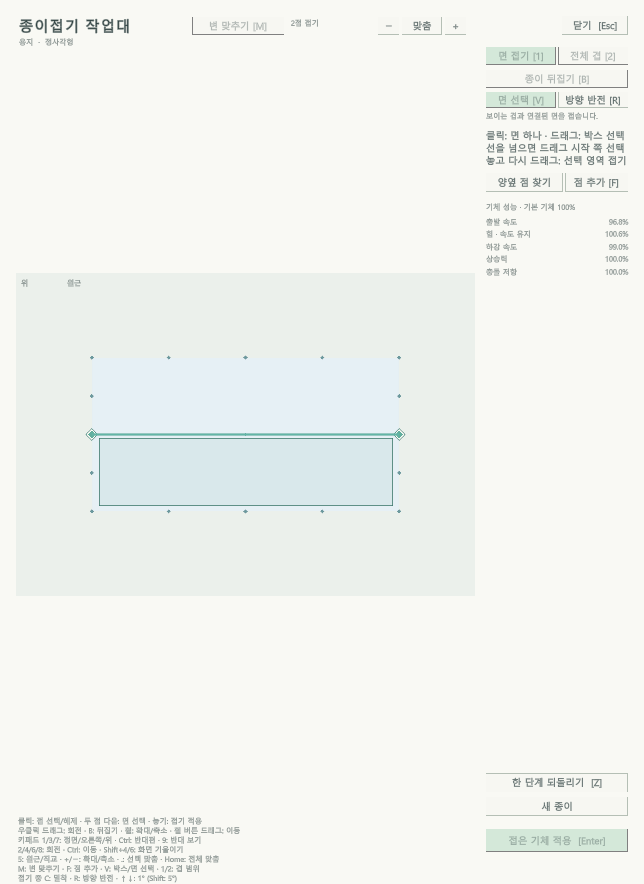 종이접기 작업대
변 맞추기 [M]
2점 접기
−
맞춤
+
닫기 [Esc]
용지 · 정사각형
면 접기 [1]
전체 겹 [2]
종이 뒤집기 [B]
면 선택 [V]
방향 반전 [R]
보이는 겹과 연결된 면을 접습니다.
클릭: 면 하나 · 드래그: 박스 선택
선을 넘으면 드래그 시작 쪽 선택
놓고 다시 드래그: 선택 영역 접기
양옆 점 찾기
점 추가 [F]
기체 성능 · 기본 기체 100%
종말 속도 96.8%
힘 · 속도 유지 100.6%
하강 속도 99.0%
상승력 100.0%
충돌 저항 100.0%
위
원근
한 단계 되돌리기 [Z]
새 종이
접은 기체 적용 [Enter]
클릭: 점 선택/해제 · 두 점 다음: 면 선택 · 놓기: 접기 적용
우클릭 드래그: 회전 · B: 뒤집기 · 휠: 확대/축소 · 휠 버튼 드래그: 이동
키패드 1/3/7: 정면/오른쪽/위 · Ctrl: 반대편 · 9: 반대 보기
2/4/6/8: 회전 · Ctrl: 이동 · Shift+4/6: 화면 기울이기
5: 원근/직교 · +/−: 확대/축소 · .: 선택 맞춤 · Home: 전체 맞춤
M: 변 맞추기 · F: 점 추가 · V: 박스/면 선택 · 1/2: 겹 범위
접기 중 C: 밀착 · R: 방향 반전 · ↑↓: 1° (Shift: 5°)